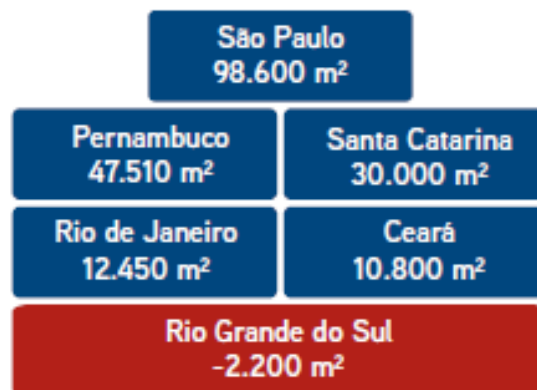 São Paulo
98.600 m²
Pernambuco
47.510 m²
Santa Catarina
30.000 m²
Rio de Janeiro
12.450 m²
Ceará
10.800 m²
Rio Grande do Sul
-2.200 m²